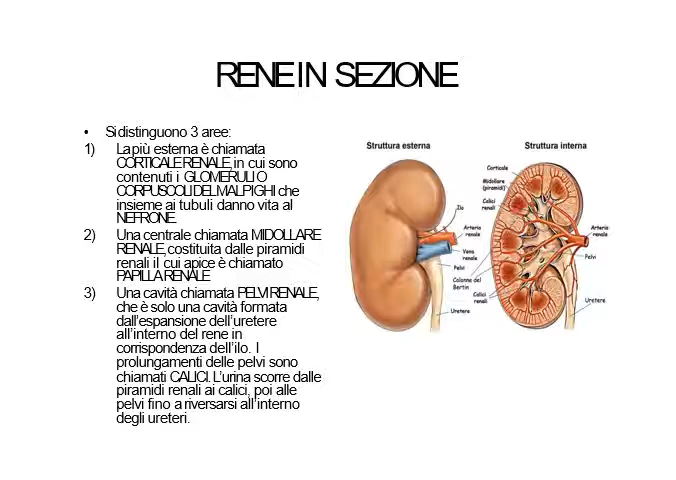 RENE IN SEZIONE
• Si distinguono 3 aree:
1) La più esterna è chiamata
CORTICALE RENALE, in cui sono
contenuti i GLOMERULI O
CORPUSCOLI DEL MALPIGHI che
insieme ai tubuli danno vita al
NEFRONE.
2) Una centrale chiamata MIDOLLARE
RENALE, costituita dalle piramidi
renali il cui apice è chiamato
PAPILLA RENALE
3) Una cavità chiamata PELVI RENALE,
che è solo una cavità formata
dall'espansione dell'uretere
all'interno del rene in
corrispondenza dell'ilo. I
prolungamenti delle pelvi sono
chiamati CALICI. L'urina scorre dalle
piramidi renali ai calici, poi alle
pelvi fino a riversarsi all'interno
degli ureteri.
Struttura esterna
Ilo
Arteria
renale
Vena
renale
Pelvi
Uretere
Struttura interna
Corticale
Midollare
(piramidi)
Calici
renali
Colonne del
Bertin
Calici
renali
Arteria
renale
Pelvi
Uretere